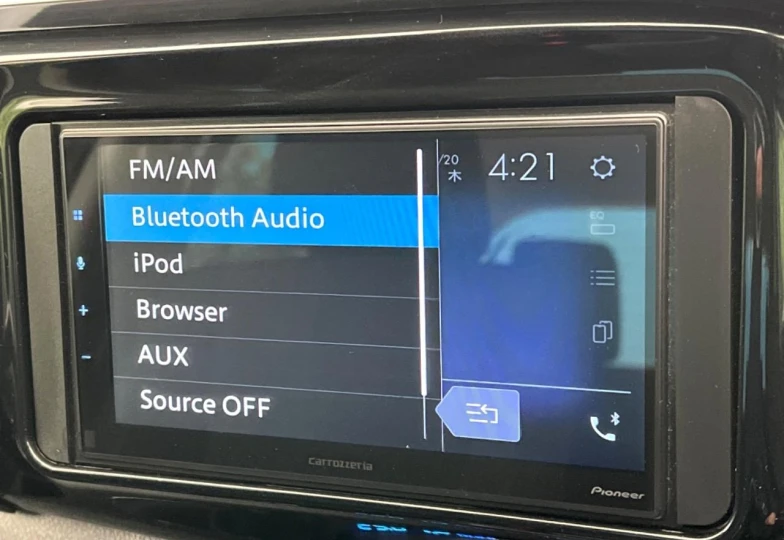 FM/AM
Bluetooth Audio
iPod
Browser
AUX
Source OFF
/20
木
4:21
EQ
carrozzeria
Pioneer